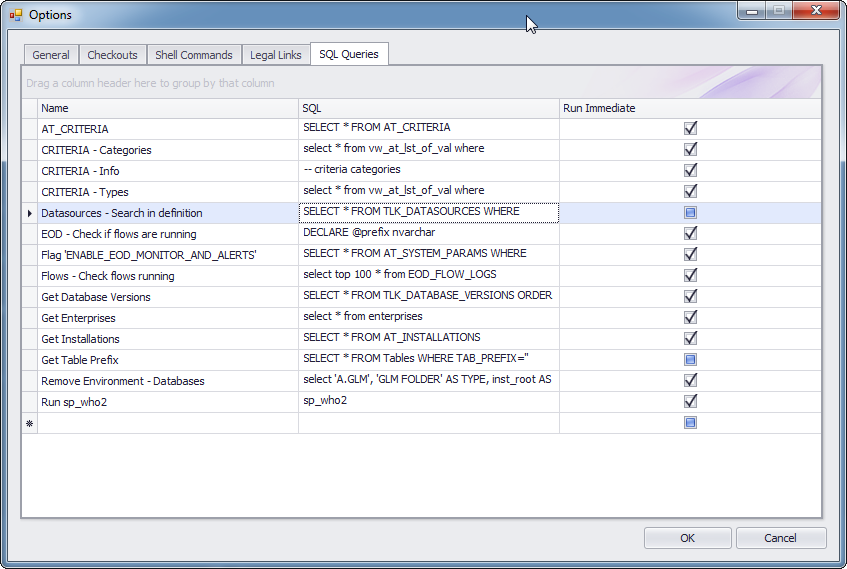 Options
General Checkouts Shell Commands Legal Links SQL Queries
Drag a column header here to group by that column
Name SQL Run Immediate
AT_CRITERIA SELECT * FROM AT_CRITERIA
CRITERIA - Categories select * from vw_at_lst_of_val where
CRITERIA - Info -- criteria categories
CRITERIA - Types select * from vw_at_lst_of_val where
Datasources - Search in definition SELECT * FROM TLK_DATASOURCES WHERE
EOD - Check if flows are running DECLARE @prefix nvarchar
Flag 'ENABLE_EOD_MONITOR_AND_ALERTS' SELECT * FROM AT_SYSTEM_PARAMS WHERE
Flows - Check flows running select top 100 * from EOD_FLOW_LOGS
Get Database Versions SELECT * FROM TLK_DATABASE_VERSIONS ORDER
Get Enterprises select * from enterprises
Get Installations SELECT * FROM AT_INSTALLATIONS
Get Table Prefix SELECT * FROM Tables WHERE TAB_PREFIX=''
Remove Environment - Databases select 'A.GLM', 'GLM FOLDER' AS TYPE, inst_root AS
Run sp_who2 sp_who2
OK Cancel